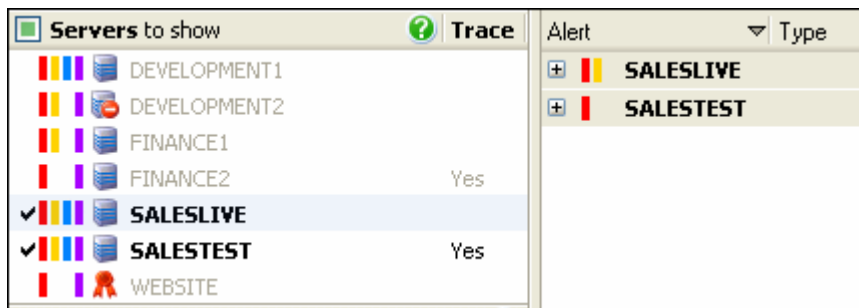 Servers to show ? Trace
DEVELOPMENT1
DEVELOPMENT2
FINANCE1
FINANCE2 Yes
SALESLIVE
SALESTEST Yes
WEBSITE
Alert Type
SALESLIVE
SALESTEST